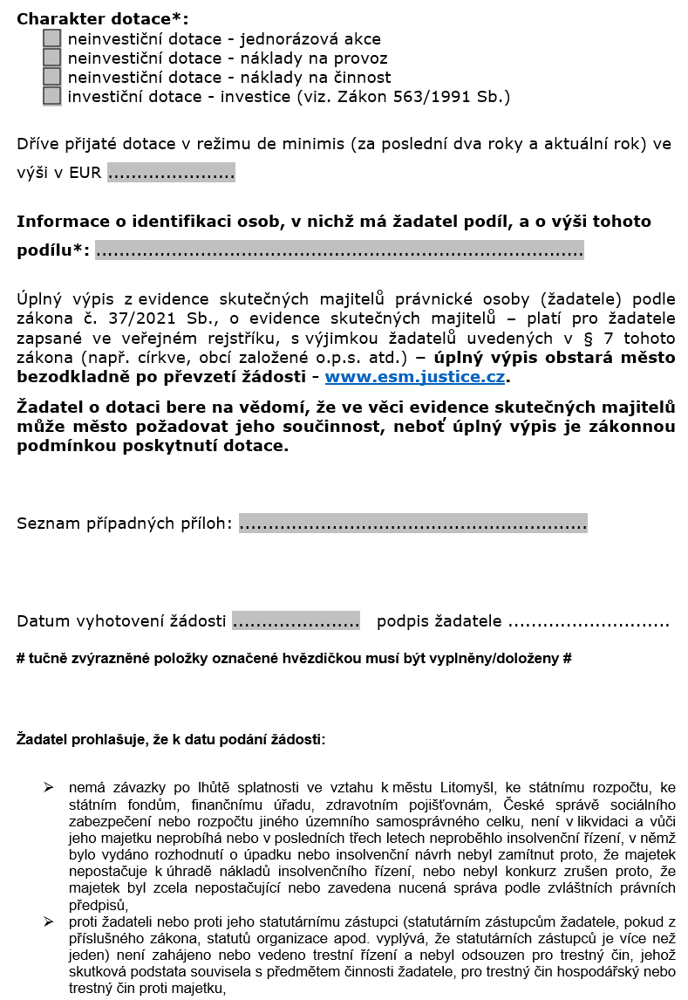 Charakter dotace*:
neinvestiční dotace - jednorázová akce
neinvestiční dotace - náklady na provoz
neinvestiční dotace - náklady na činnost
investiční dotace - investice (viz. Zákon 563/1991 Sb.)
Dříve přijaté dotace v režimu de minimis (za poslední dva roky a aktuální rok) ve
výši v EUR ......................
Informace o identifikaci osob, v nichž má žadatel podíl, a o výši tohoto
podílu*: ....................................................................................
Úplný výpis z evidence skutečných majitelů právnické osoby (žadatele) podle
zákona č. 37/2021 Sb., o evidence skutečných majitelů – platí pro žadatele
zapsané ve veřejném rejstříku, s výjimkou žadatelů uvedených v § 7 tohoto
zákona (např. církve, obcí založené o.p.s. atd.) – úplný výpis obstará město
bezodkladně po převzetí žádosti - www.esm.justice.cz.
Žadatel o dotaci bere na vědomí, že ve věci evidence skutečných majitelů
může město požadovat jeho součinnost, neboť úplný výpis je zákonnou
podmínkou poskytnutí dotace.
Seznam případných příloh: ............................................................
Datum vyhotovení žádosti ...................... podpis žadatele ............................
# tučně zvýrazněné položky označené hvězdičkou musí být vyplněny/doloženy #
Žadatel prohlašuje, že k datu podání žádosti:
➢ nemá závazky po lhůtě splatnosti ve vztahu k městu Litomyšl, ke státnímu rozpočtu, ke
státním fondům, finančnímu úřadu, zdravotním pojišťovnám, České správě sociálního
zabezpečení nebo rozpočtu jiného územního samosprávného celku, není v likvidaci a vůči
jeho majetku neprobíhá nebo v posledních třech letech neproběhlo insolvenční řízení, v němž
bylo vydáno rozhodnutí o úpadku nebo insolvenční návrh nebyl zamítnut proto, že majetek
nepostačuje k úhradě nákladů insolvenčního řízení, nebo nebyl konkurz zrušen proto, že
majetek byl zcela nepostačující nebo zavedena nucená správa podle zvláštních právních
předpisů,
➢ proti žadateli nebo proti jeho statutárnímu zástupci (statutárním zástupcům žadatele, pokud z
příslušného zákona, statutů organizace apod. vyplývá, že statutárních zástupců je více než
jeden) není zahájeno nebo vedeno trestní řízení a nebyl odsouzen pro trestný čin, jehož
skutková podstata souvisela s předmětem činnosti žadatele, pro trestný čin hospodářský nebo
trestný čin proti majetku,